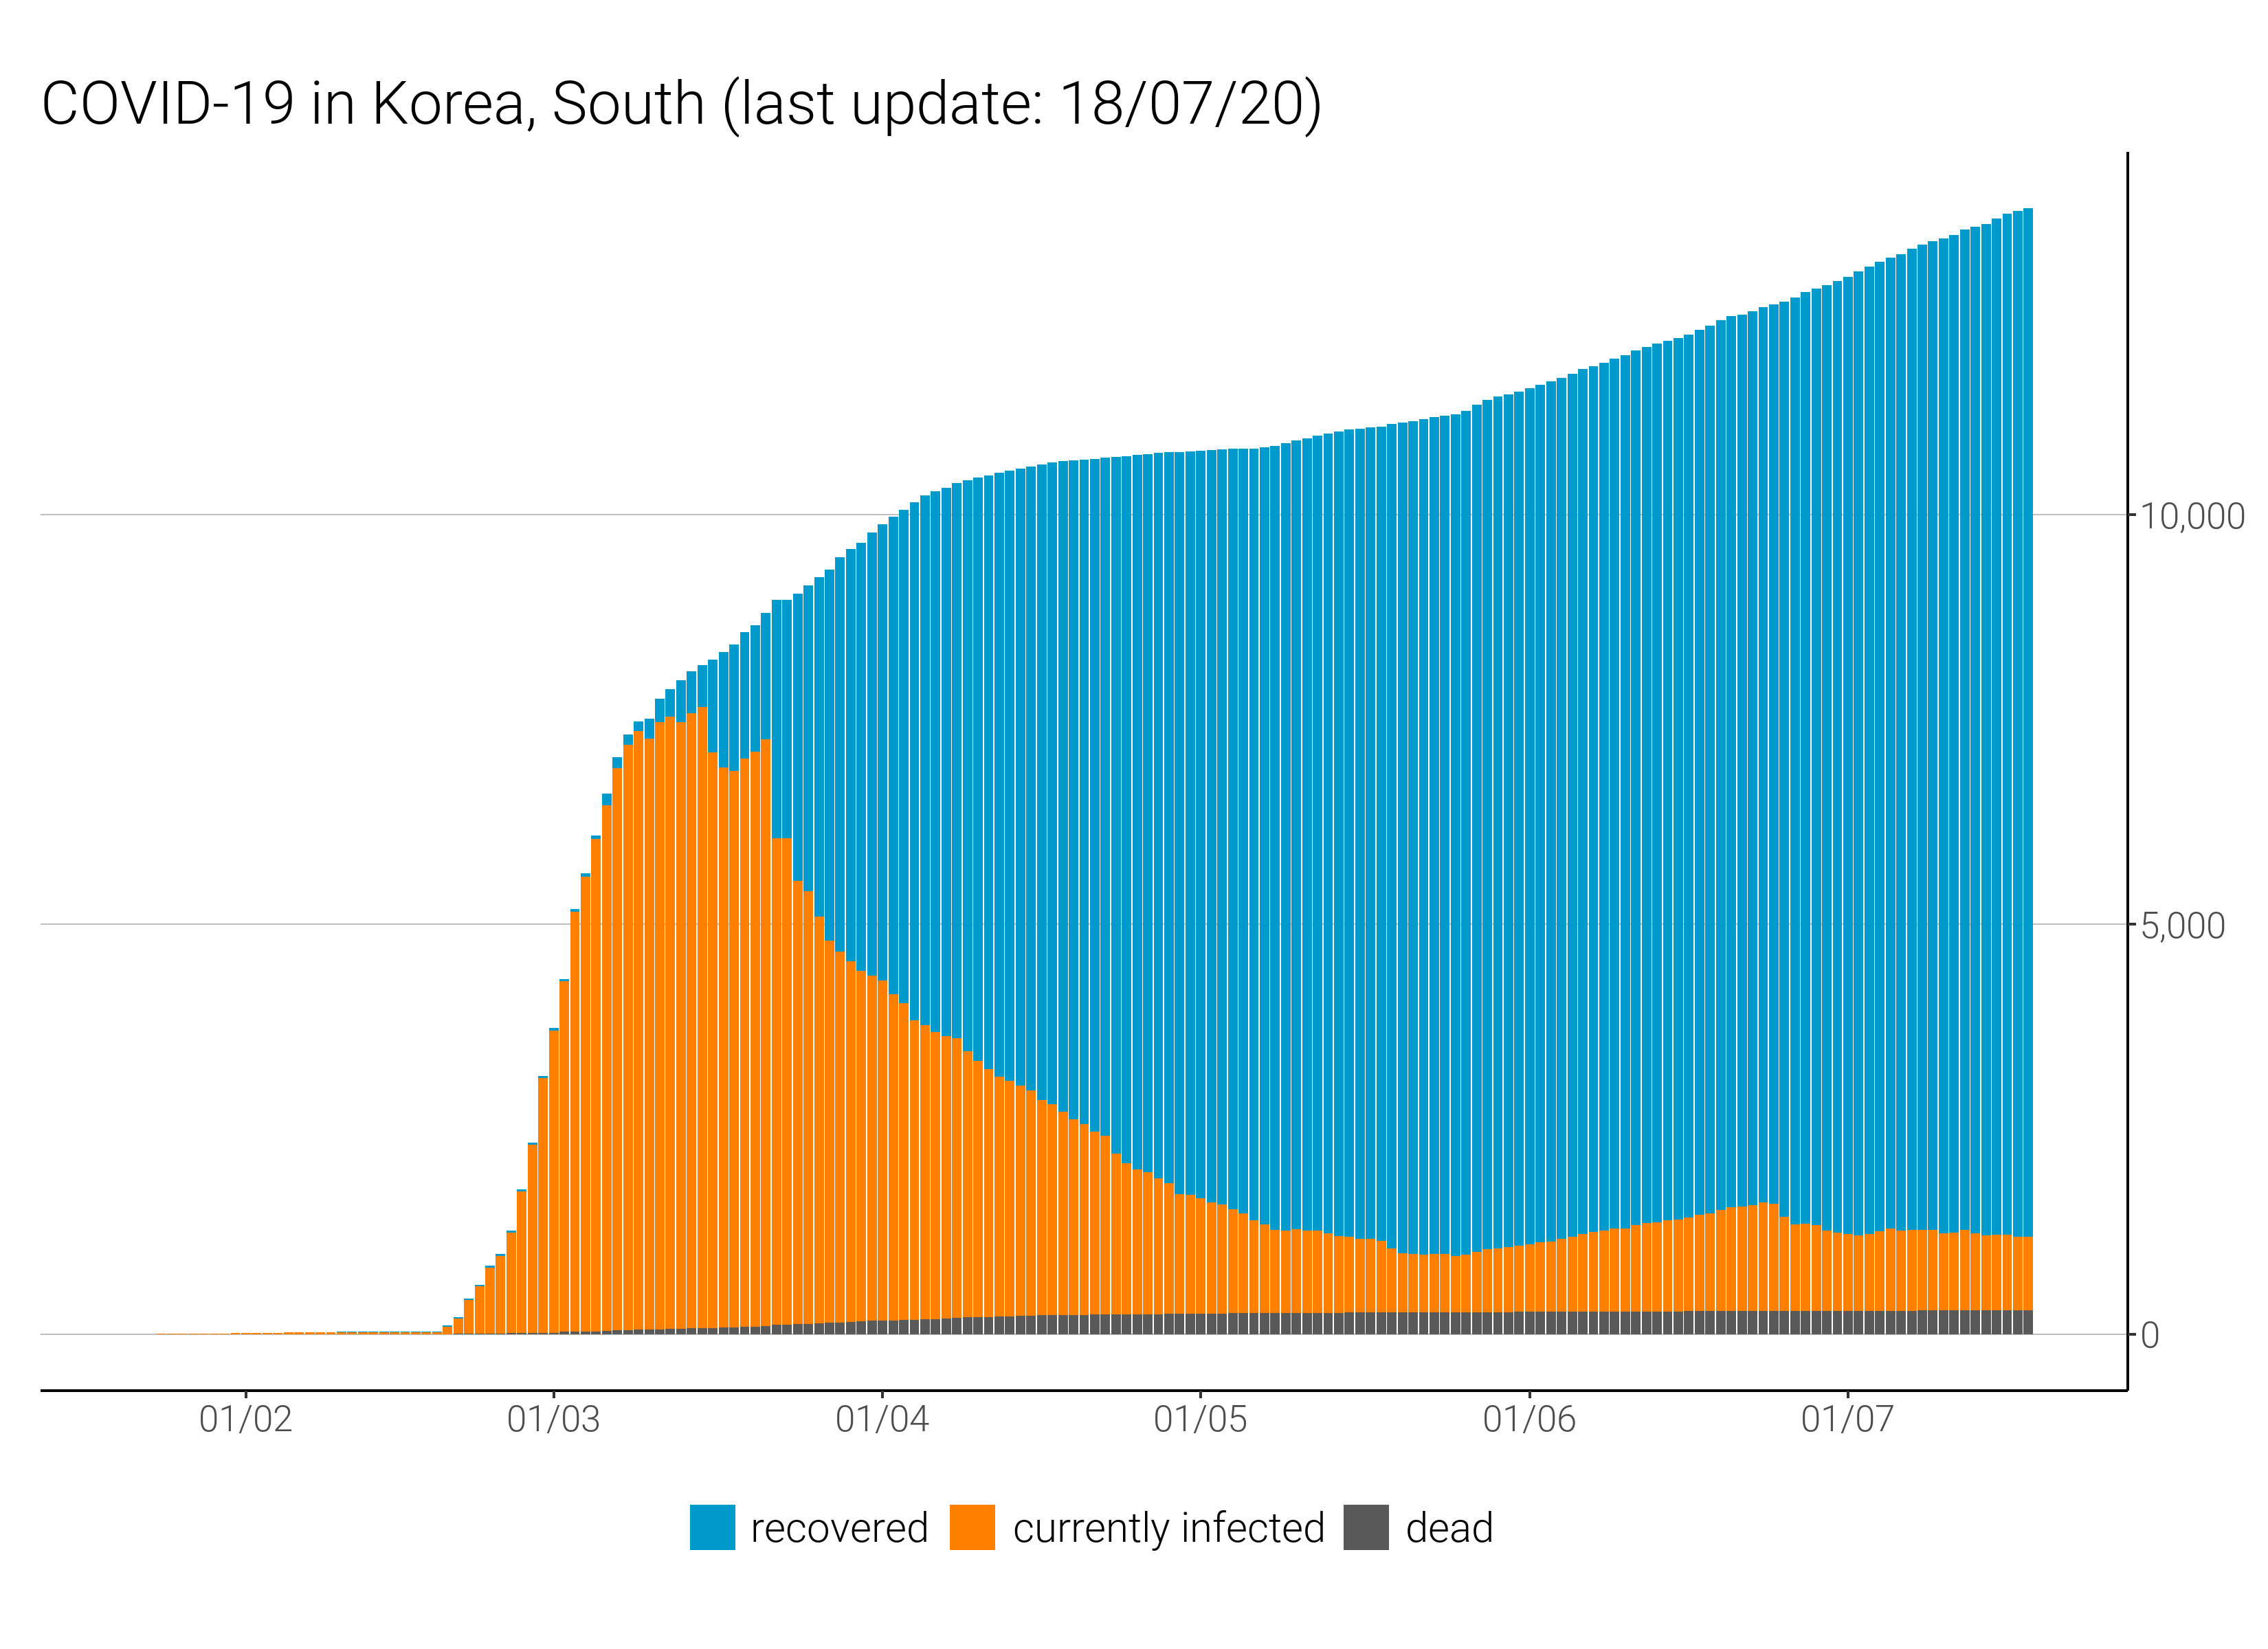 COVID-19 in Korea, South (last update: 18/07/20)
10,000
5,000
0
01/02 01/03 01/04 01/05 01/06 01/07
recovered currently infected dead